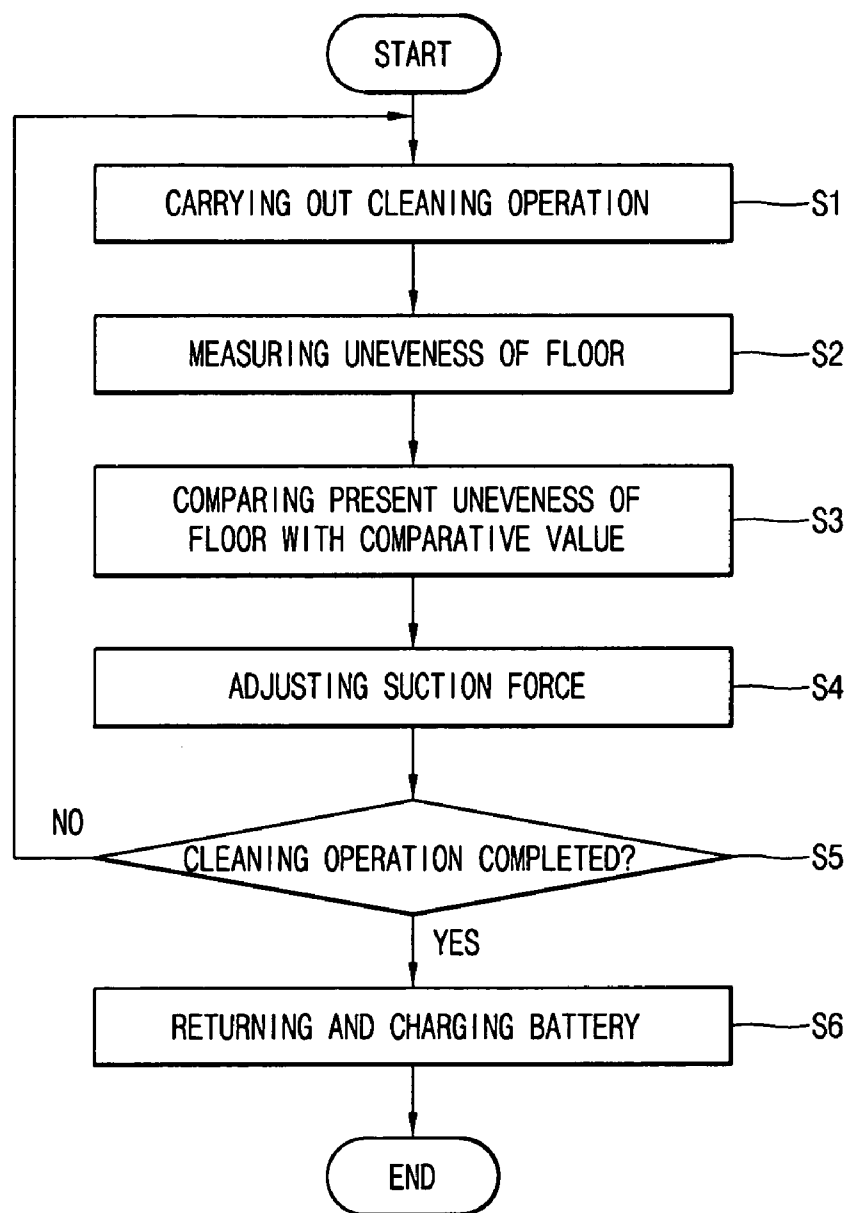 START
CARRYING OUT CLEANING OPERATION
S1
MEASURING UNEVENESS OF FLOOR
S2
COMPARING PRESENT UNEVENESS OF
FLOOR WITH COMPARATIVE VALUE
S3
ADJUSTING SUCTION FORCE
S4
NO
CLEANING OPERATION COMPLETED?
S5
YES
RETURNING AND CHARGING BATTERY
S6
END